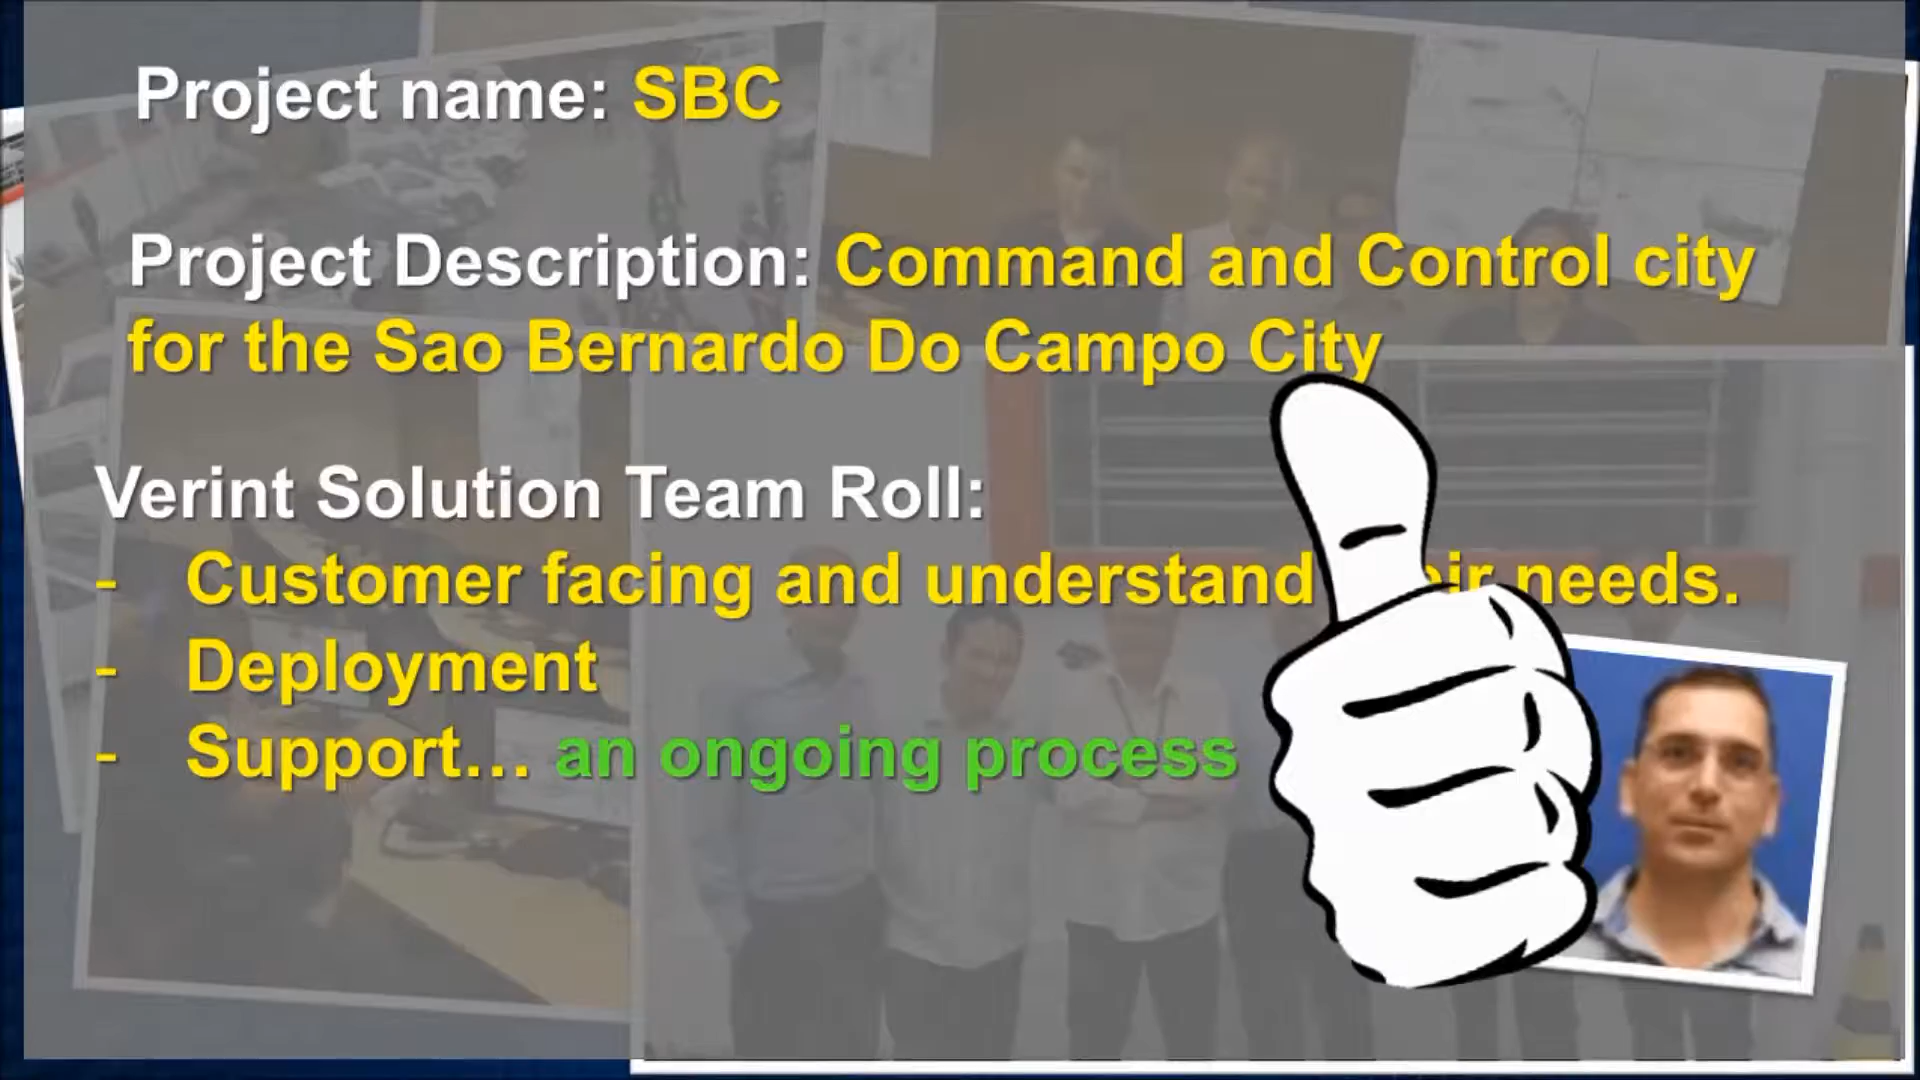 Project name: SBC
Project Description: Command and Control city
for the Sao Bernardo Do Campo City
Verint Solution Team Roll:
- Customer facing and understand needs.
- Deployment
- Support… an ongoing process